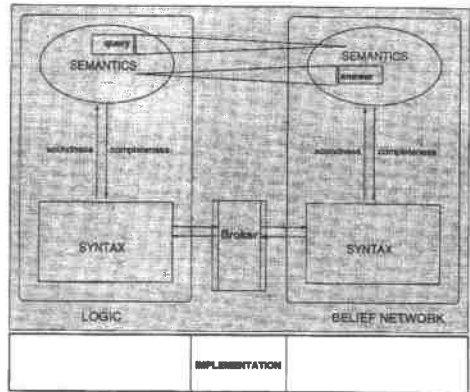 query
SEMANTICS
SEMANTICS
answer
soundness
completeness
soundness
completeness
SYNTAX
Broker
SYNTAX
LOGIC
BELIEF NETWORK
IMPLEMENTATION